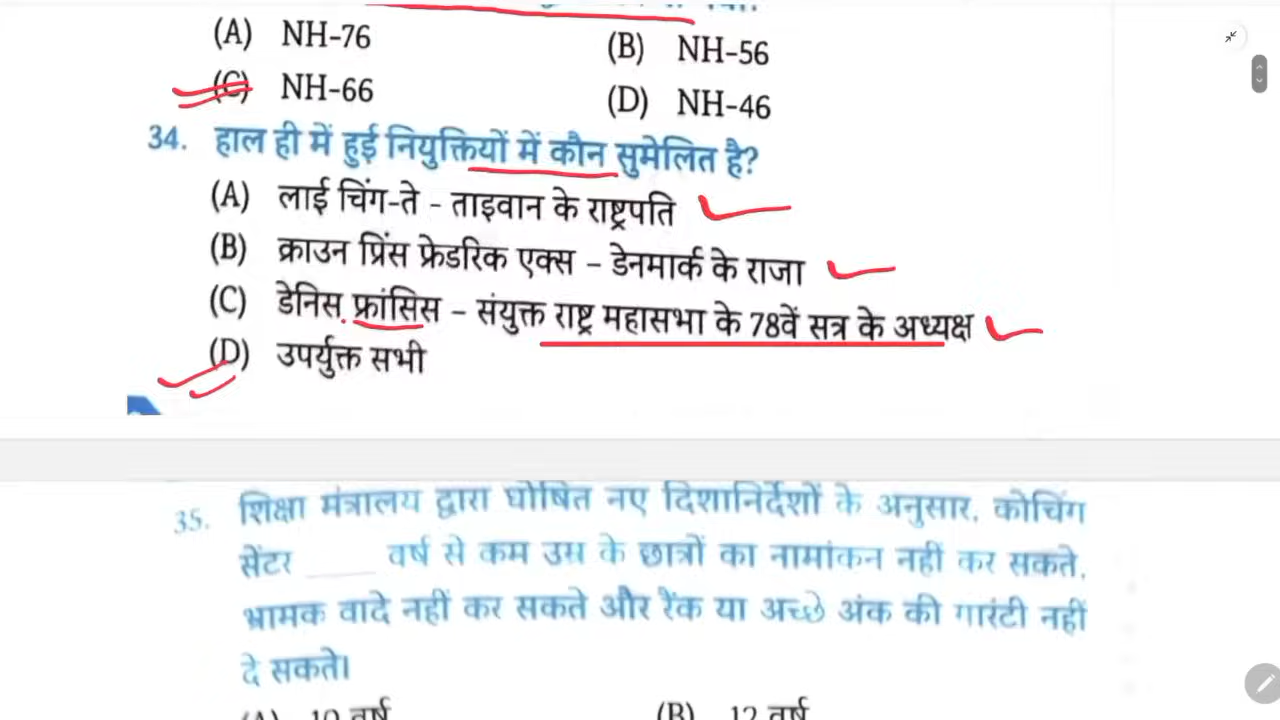 (A) NH-76 (B) NH-56
(C) NH-66 (D) NH-46
34. हाल ही में हुई नियुक्तियों में कौन सुमेलित है?
(A) लाई चिंग-ते - ताइवान के राष्ट्रपति
(B) क्राउन प्रिंस फ्रेडरिक एक्स - डेनमार्क के राजा
(C) डेनिस फ्रांसिस - संयुक्त राष्ट्र महासभा के 78वें सत्र के अध्यक्ष
(D) उपर्युक्त सभी
35. शिक्षा मंत्रालय द्वारा घोषित नए दिशानिर्देशों के अनुसार, कोचिंग
सेंटर ____ वर्ष से कम उम्र के छात्रों का नामांकन नहीं कर सकते,
भ्रामक वादे नहीं कर सकते और रैंक या अच्छे अंक की गारंटी नहीं
दे सकते।
(A) 10 वर्ष (B) 12 वर्ष